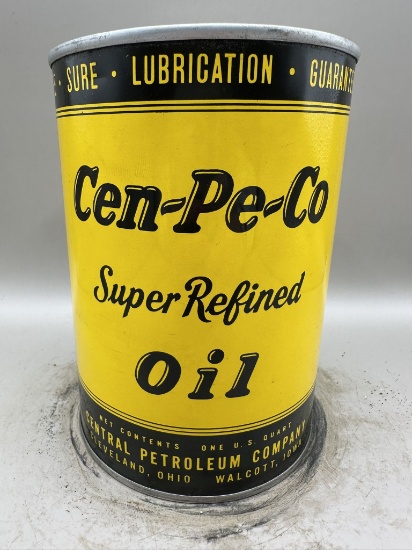 · SURE · LUBRICATION ·
Cen-Pe-Co
Super Refined
Oil
NET CONTENTS ONE U.S. QUART
CENTRAL PETROLEUM COMPANY
CLEVELAND, OHIO WALCOTT, IOWA